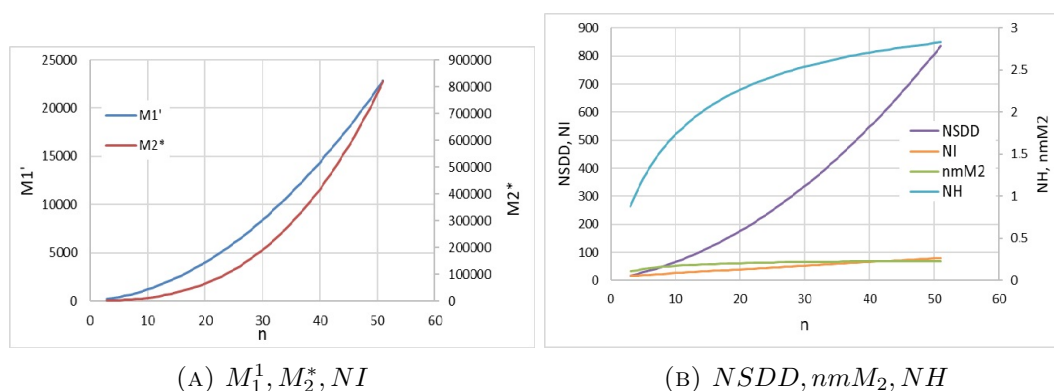 25000
20000
15000
10000
5000
0
M1'
M1'
M2*
900000
800000
700000
600000
500000
400000
300000
200000
100000
0
M2*
0 10 20 30 40 50 60
n
(A) $M_1^1, M_2^*, NI$
900
800
700
600
500
400
300
200
100
0
NSDD, NI
NSDD
NI
nmM2
NH
3
2.5
2
1.5
1
0.5
0
NH, nmM2
0 10 20 30 40 50 60
n
(B) $NSDD, nmM_2, NH$